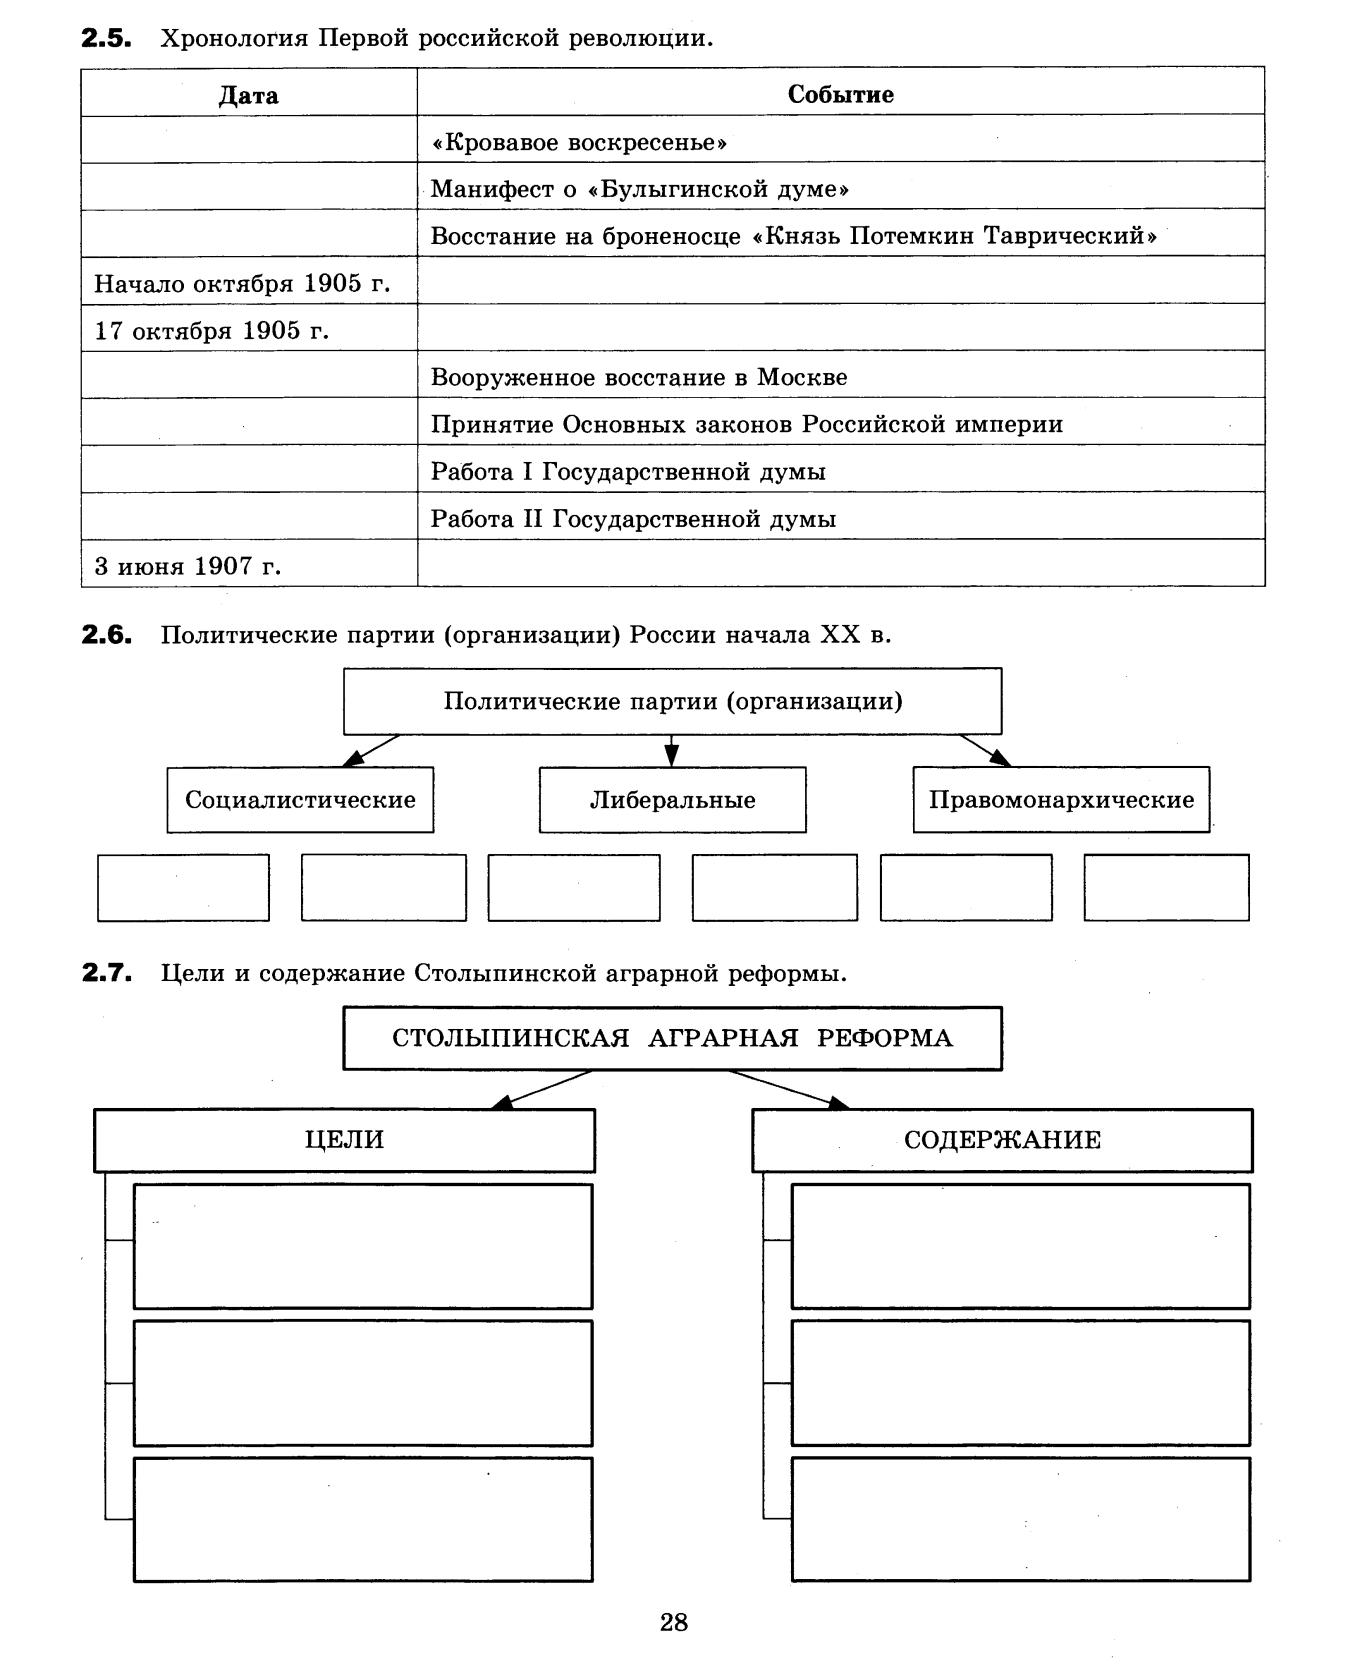 2.5. Хронология Первой российской революции.
Дата Событие
«Кровавое воскресенье»
Манифест о «Булыгинской думе»
Восстание на броненосце «Князь Потемкин Таврический»
Начало октября 1905 г.
17 октября 1905 г.
Вооруженное восстание в Москве
Принятие Основных законов Российской империи
Работа I Государственной думы
Работа II Государственной думы
3 июня 1907 г.
2.6. Политические партии (организации) России начала XX в.
Политические партии (организации)
Социалистические Либеральные Правомонархические
2.7. Цели и содержание Столыпинской аграрной реформы.
СТОЛЫПИНСКАЯ АГРАРНАЯ РЕФОРМА
ЦЕЛИ СОДЕРЖАНИЕ
28